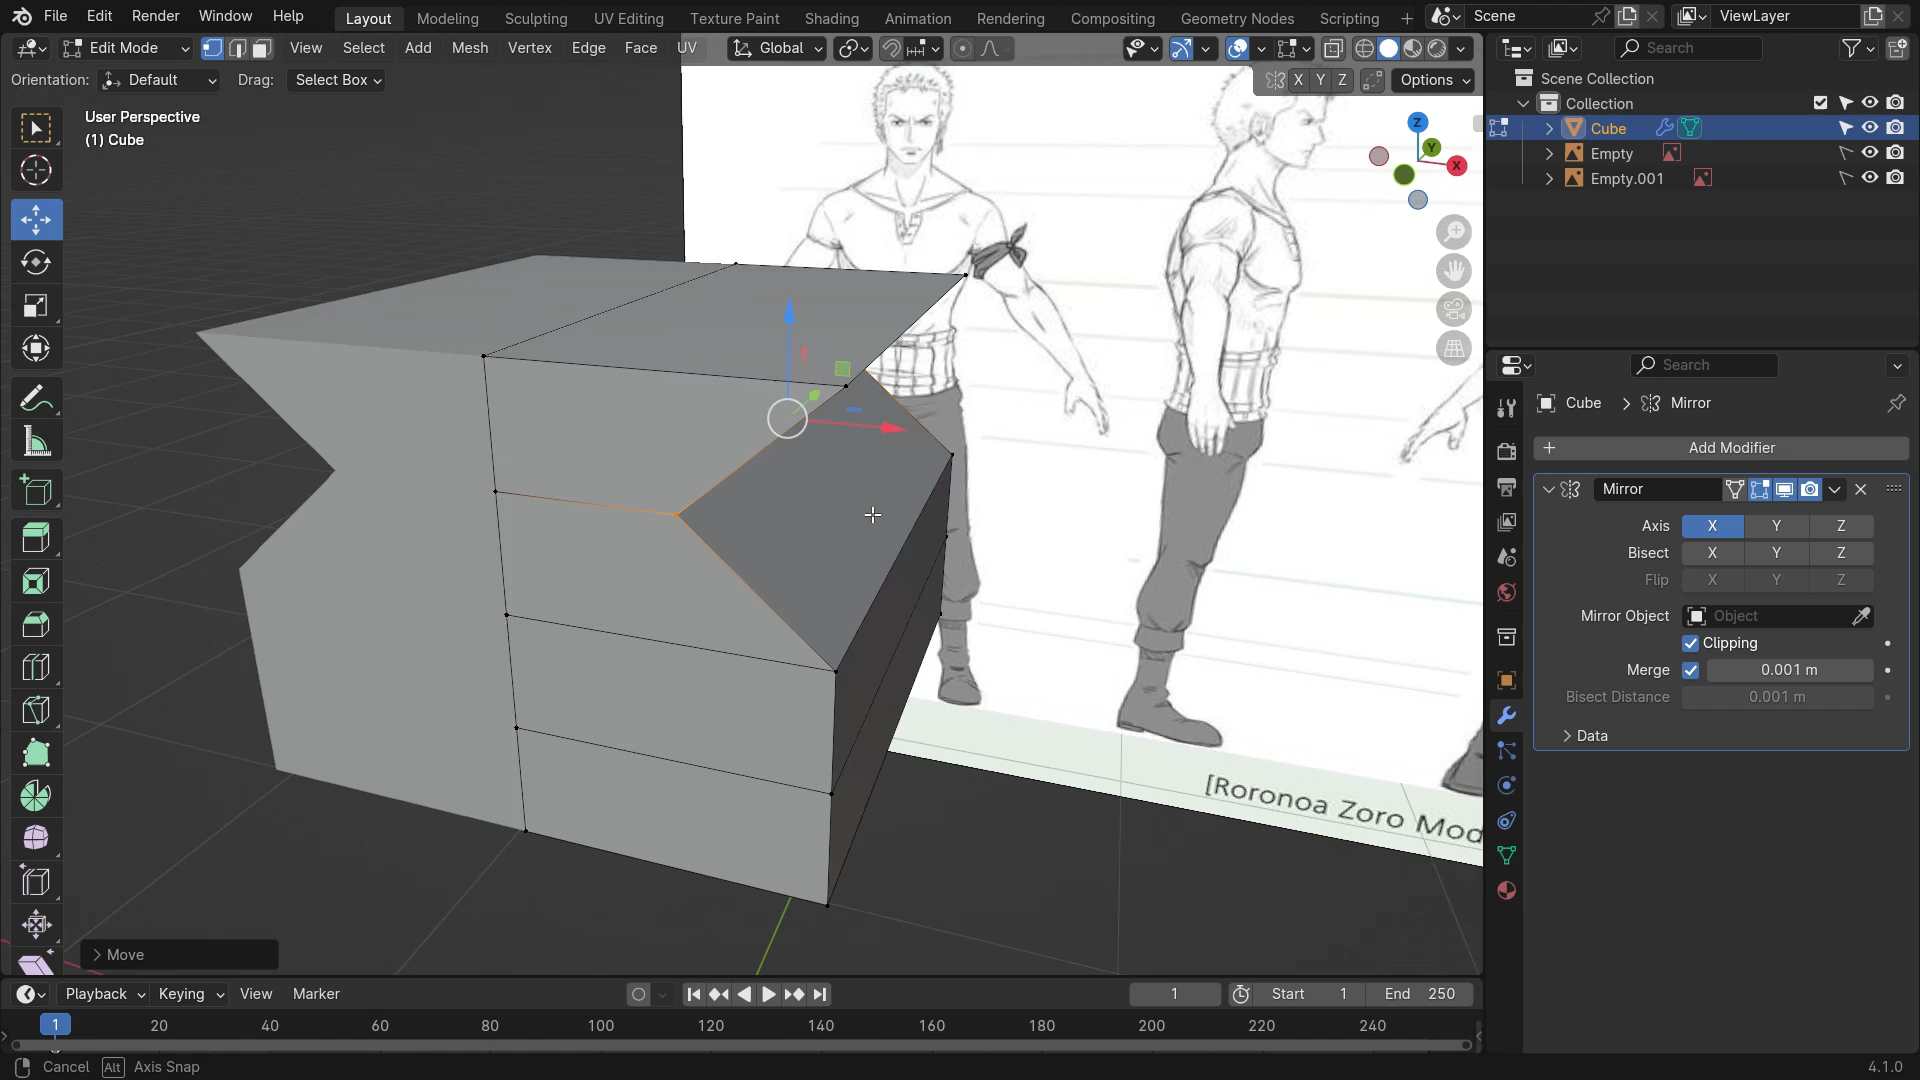 File Edit Render Window Help Layout Modeling Sculpting UV Editing Texture Paint Shading Animation Rendering Compositing Geometry Nodes Scripting + Scene ViewLayer
Edit Mode View Select Add Mesh Vertex Edge Face UV Global Search
Orientation: Default Drag: Select Box X Y Z Options
Scene Collection
Collection
Cube
Empty
Empty.001
User Perspective
(1) Cube
Z
Y
X
Search
Cube > Mirror
+ Add Modifier
Mirror
Axis X Y Z
Bisect X Y Z
Flip X Y Z
Mirror Object Object
Clipping
Merge 0.001 m
Bisect Distance 0.001 m
> Data
[Roronoa Zoro Mod
> Move
Playback Keying View Marker 1 Start 1 End 250
1 20 40 60 80 100 120 140 160 180 200 220 240
Cancel Alt Axis Snap 4.1.0